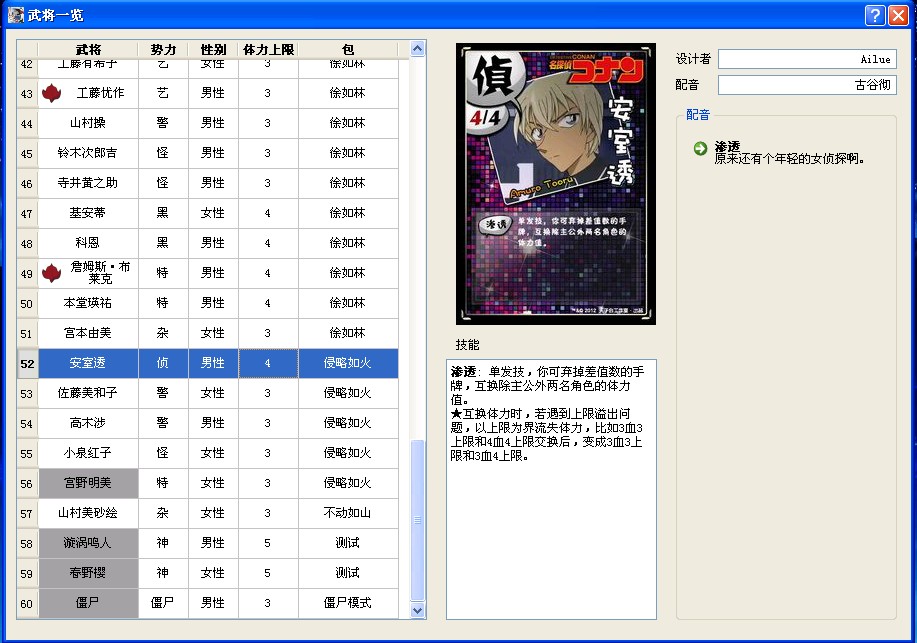 武将一览
武将 势力 性别 体力上限 包
42 工藤有希子 艺 女性 3 徐如林
43 工藤优作 艺 男性 3 徐如林
44 山村操 警 男性 3 徐如林
45 铃木次郎吉 怪 男性 3 徐如林
46 寺井黄之助 怪 男性 3 徐如林
47 基安蒂 黑 女性 4 徐如林
48 科恩 黑 男性 4 徐如林
49 詹姆斯·布莱克 特 男性 4 徐如林
50 本堂瑛祐 特 男性 4 徐如林
51 宫本由美 杂 女性 3 徐如林
52 安室透 侦 男性 4 侵略如火
53 佐藤美和子 警 女性 3 侵略如火
54 高木涉 警 男性 3 侵略如火
55 小泉红子 怪 女性 3 侵略如火
56 宫野明美 特 女性 3 侵略如火
57 山村美砂绘 杂 女性 3 不动如山
58 漩涡鸣人 神 男性 5 测试
59 春野樱 神 女性 5 测试
60 僵尸 僵尸 男性 3 僵尸模式
偵
4/4
CONAN
名探偵コナン
安室透
Amuro Tooru
渗透
单发技，你可弃掉差值数的手
牌，互换除主公外两名角色的
体力值。
技能
渗透：单发技，你可弃掉差值数的手
牌，互换除主公外两名角色的体力
值。
★互换体力时，若遇到上限溢出问
题，以上限为界流失体力，比如3血3
上限和4血4上限交换后，变成3血3上
限和3血4上限。
设计者 Ailue
配音 古谷彻
配音
渗透
原来还有个年轻的女侦探啊。